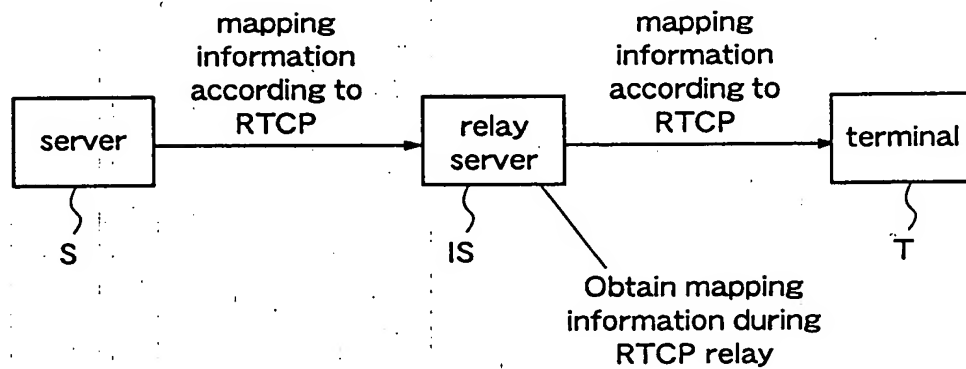 mapping
information
according to
RTCP
mapping
information
according to
RTCP
server
relay
server
terminal
S
IS
T
Obtain mapping
information during
RTCP relay